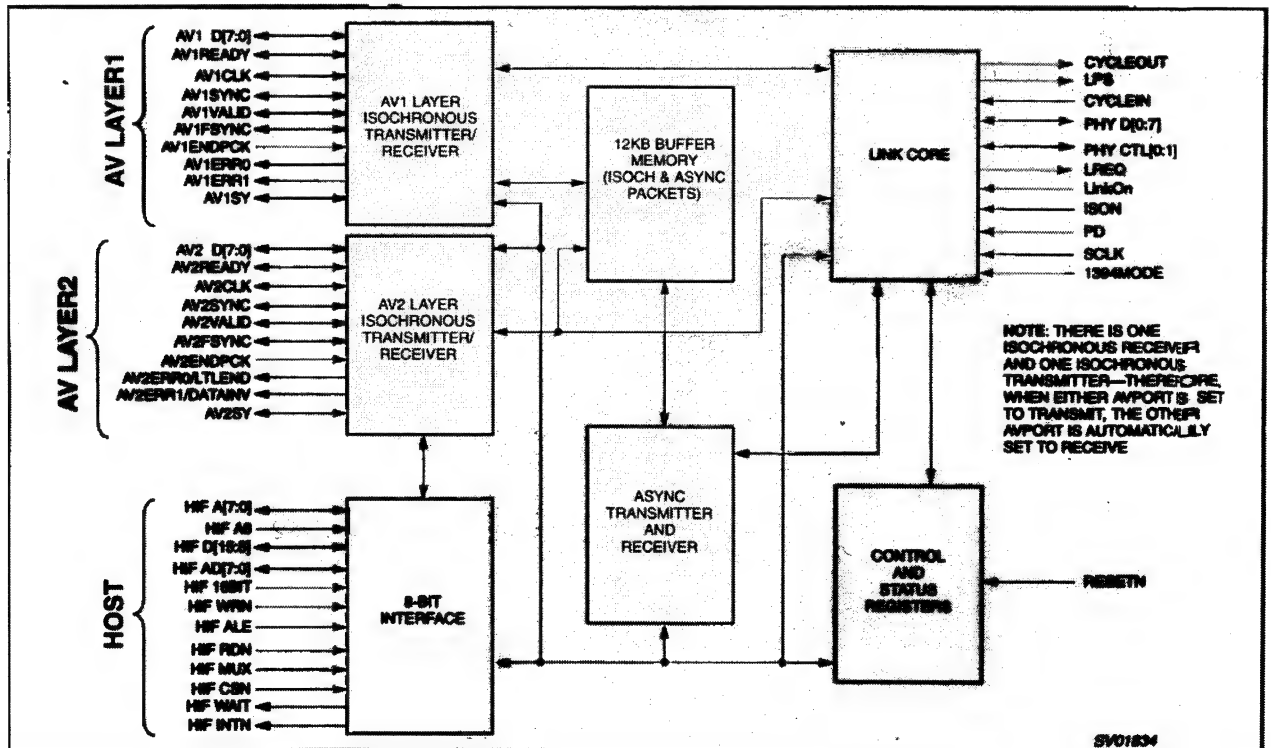 AV LAYER1
AV1 D[7:0]
AV1READY
AV1CLK
AV1SYNC
AV1VALID
AV1FSYNC
AV1ENDPCK
AV1ERR0
AV1ERR1
AV1SY
AV1 LAYER
ISOCHRONOUS
TRANSMITTER/
RECEIVER
12KB BUFFER
MEMORY
(ISOCH & ASYNC
PACKETS)
LINK CORE
CYCLEOUT
LPS
CYCLEIN
PHY D[0:7]
PHY CTL[0:1]
LREQ
LinkOn
ISON
PD
SCLK
1394MODE
AV LAYER2
AV2 D[7:0]
AV2READY
AV2CLK
AV2SYNC
AV2VALID
AV2FSYNC
AV2ENDPCK
AV2ERR0/LTLEND
AV2ERR1/DATAINV
AV2SY
AV2 LAYER
ISOCHRONOUS
TRANSMITTER/
RECEIVER
NOTE: THERE IS ONE
ISOCHRONOUS RECEIVER
AND ONE ISOCHRONOUS
TRANSMITTER—THEREFORE,
WHEN EITHER AVPORT IS SET
TO TRANSMIT, THE OTHER
AVPORT IS AUTOMATICALLY
SET TO RECEIVE
HOST
HIF A[7:0]
HIF A8
HIF D[15:8]
HIF AD[7:0]
HIF 16BIT
HIF WRN
HIF ALE
HIF RDN
HIF MUX
HIF CSN
HIF WAIT
HIF INTN
8-BIT
INTERFACE
ASYNC
TRANSMITTER
AND
RECEIVER
CONTROL
AND
STATUS
REGISTERS
RESETN
SV01834